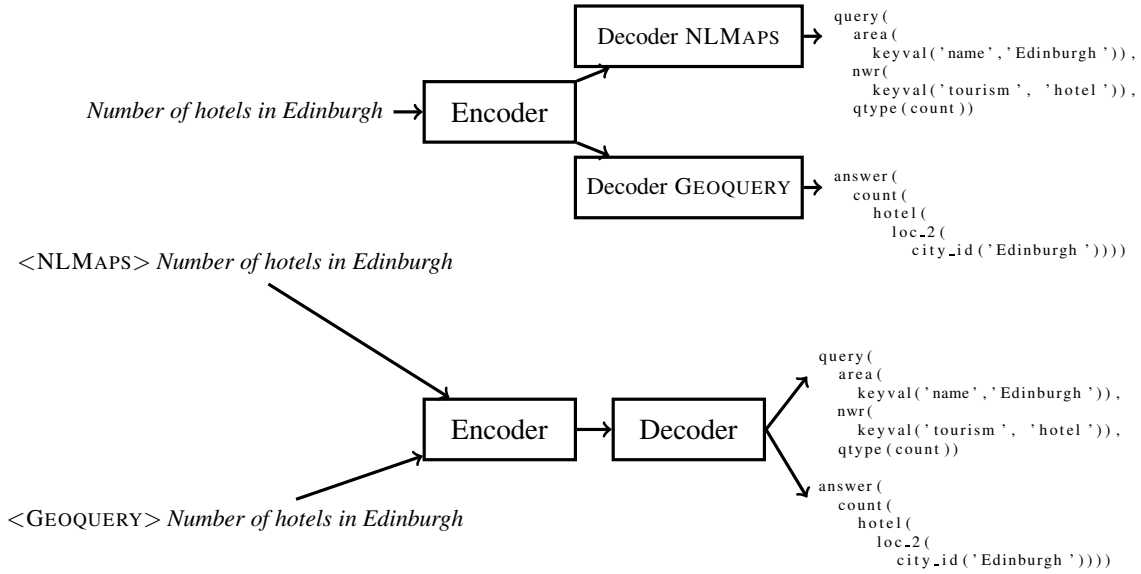 Decoder NLMAPS
query(
area(
keyval('name','Edinburgh')),
nwr(
keyval('tourism', 'hotel')),
qtype(count))
Number of hotels in Edinburgh
Encoder
Decoder GEOQUERY
answer(
count(
hotel(
loc_2(
city_id('Edinburgh'))))
<NLMAPS> Number of hotels in Edinburgh
Encoder
Decoder
query(
area(
keyval('name','Edinburgh')),
nwr(
keyval('tourism', 'hotel')),
qtype(count))
answer(
count(
hotel(
loc_2(
city_id('Edinburgh'))))
<GEOQUERY> Number of hotels in Edinburgh